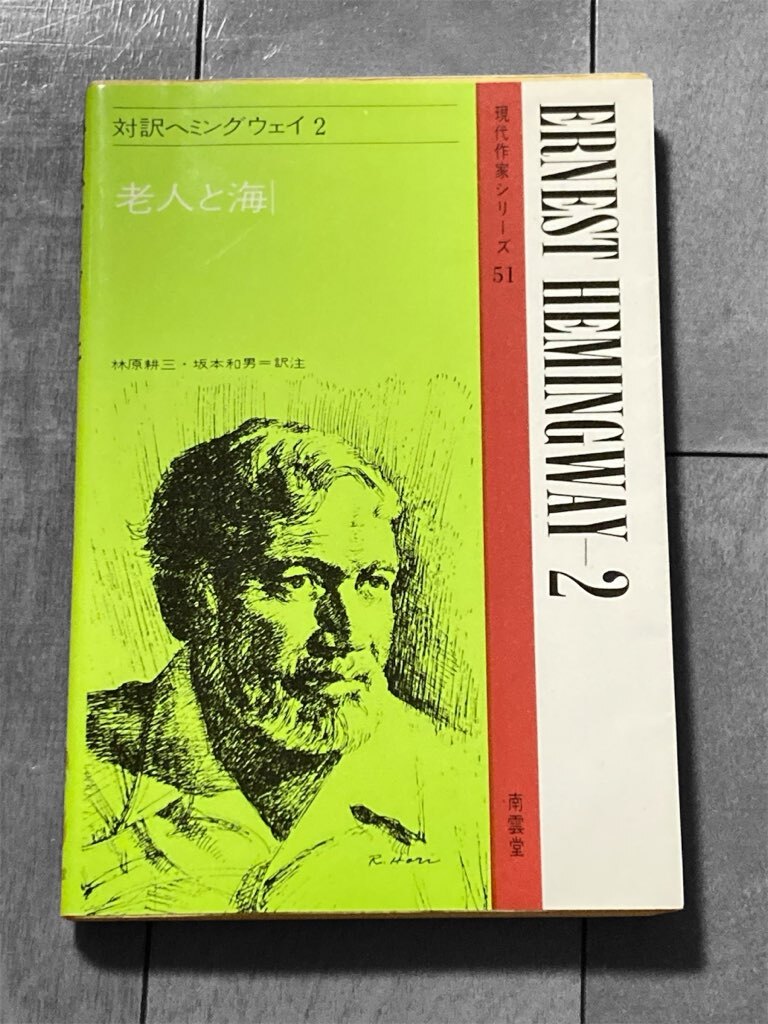 対訳ヘミングウェイ 2
老人と海
林原耕三・坂本和男＝訳注
R. Hori
現代作家シリーズ 51
南雲堂
ERNEST HEMINGWAY—2